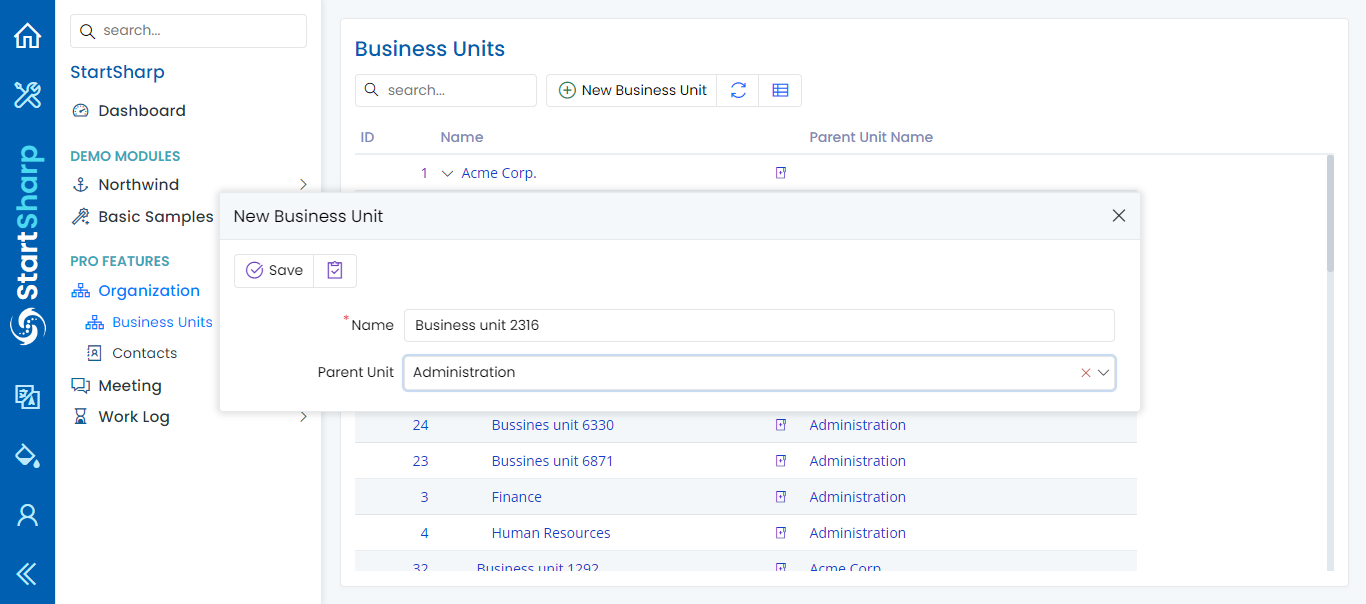 StartSharp
search...
StartSharp
Dashboard
DEMO MODULES
Northwind
Basic Samples
PRO FEATURES
Organization
Business Units
Contacts
Meeting
Work Log
Business Units
search...
New Business Unit
ID Name Parent Unit Name
1 Acme Corp.
New Business Unit
Save
* Name Business unit 2316
Parent Unit Administration
24 Bussines unit 6330 Administration
23 Bussines unit 6871 Administration
3 Finance Administration
4 Human Resources Administration
32 Business unit 1292 Acme Corp.